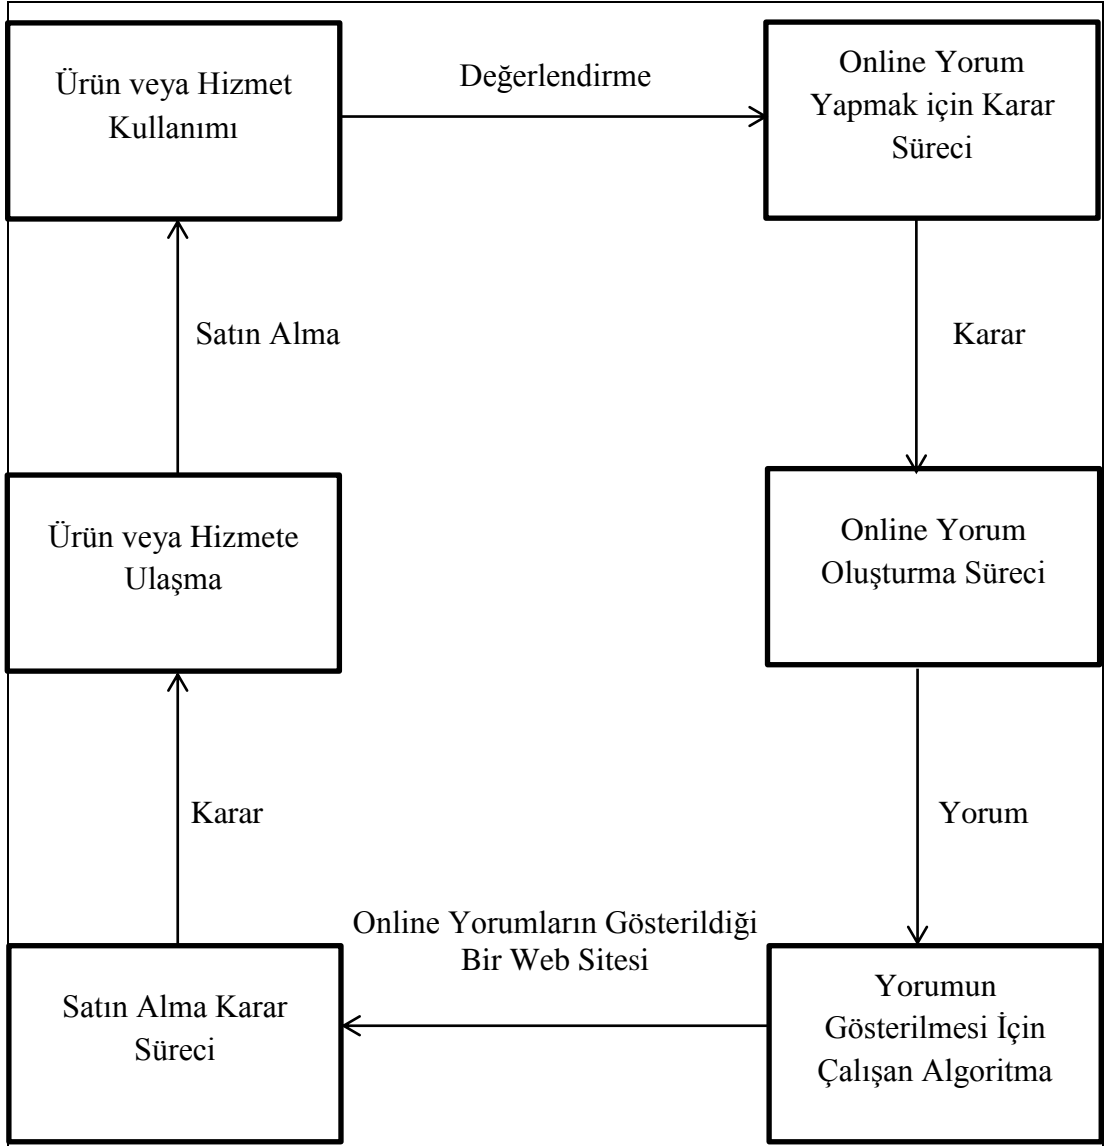 Ürün veya Hizmet
Kullanımı
Değerlendirme
Online Yorum
Yapmak için Karar
Süreci
Satın Alma
Karar
Ürün veya Hizmete
Ulaşma
Online Yorum
Oluşturma Süreci
Karar
Yorum
Online Yorumların Gösterildiği
Bir Web Sitesi
Satın Alma Karar
Süreci
Yorumun
Gösterilmesi İçin
Çalışan Algoritma